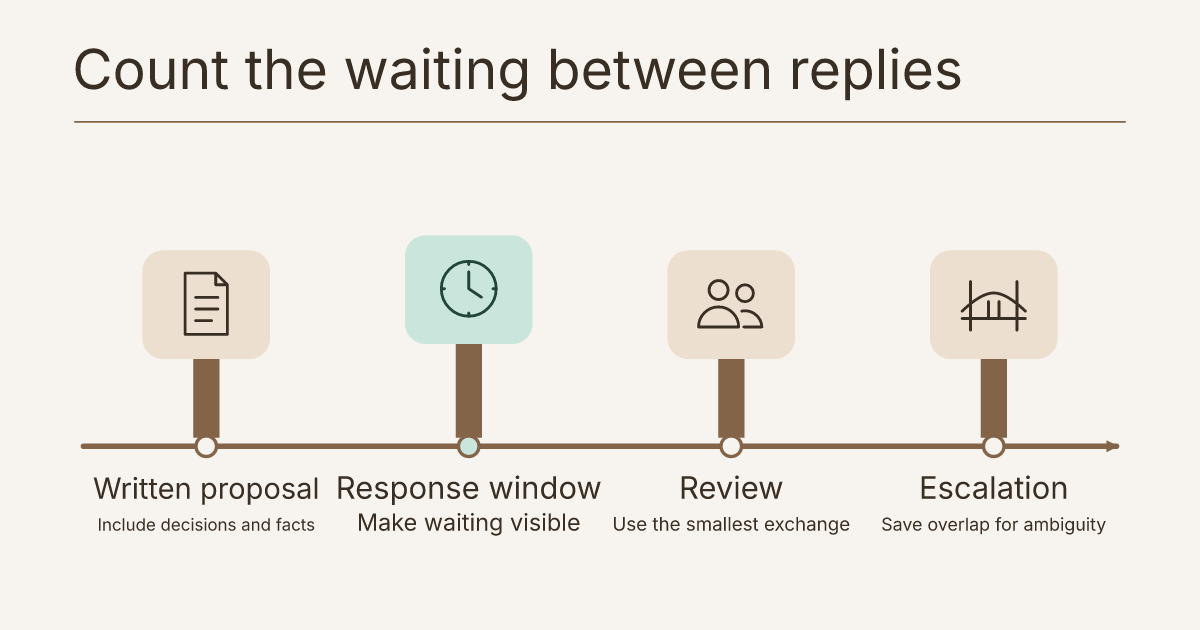 Count the waiting between replies
Written proposal
Include decisions and facts
Response window
Make waiting visible
Review
Use the smallest exchange
Escalation
Save overlap for ambiguity